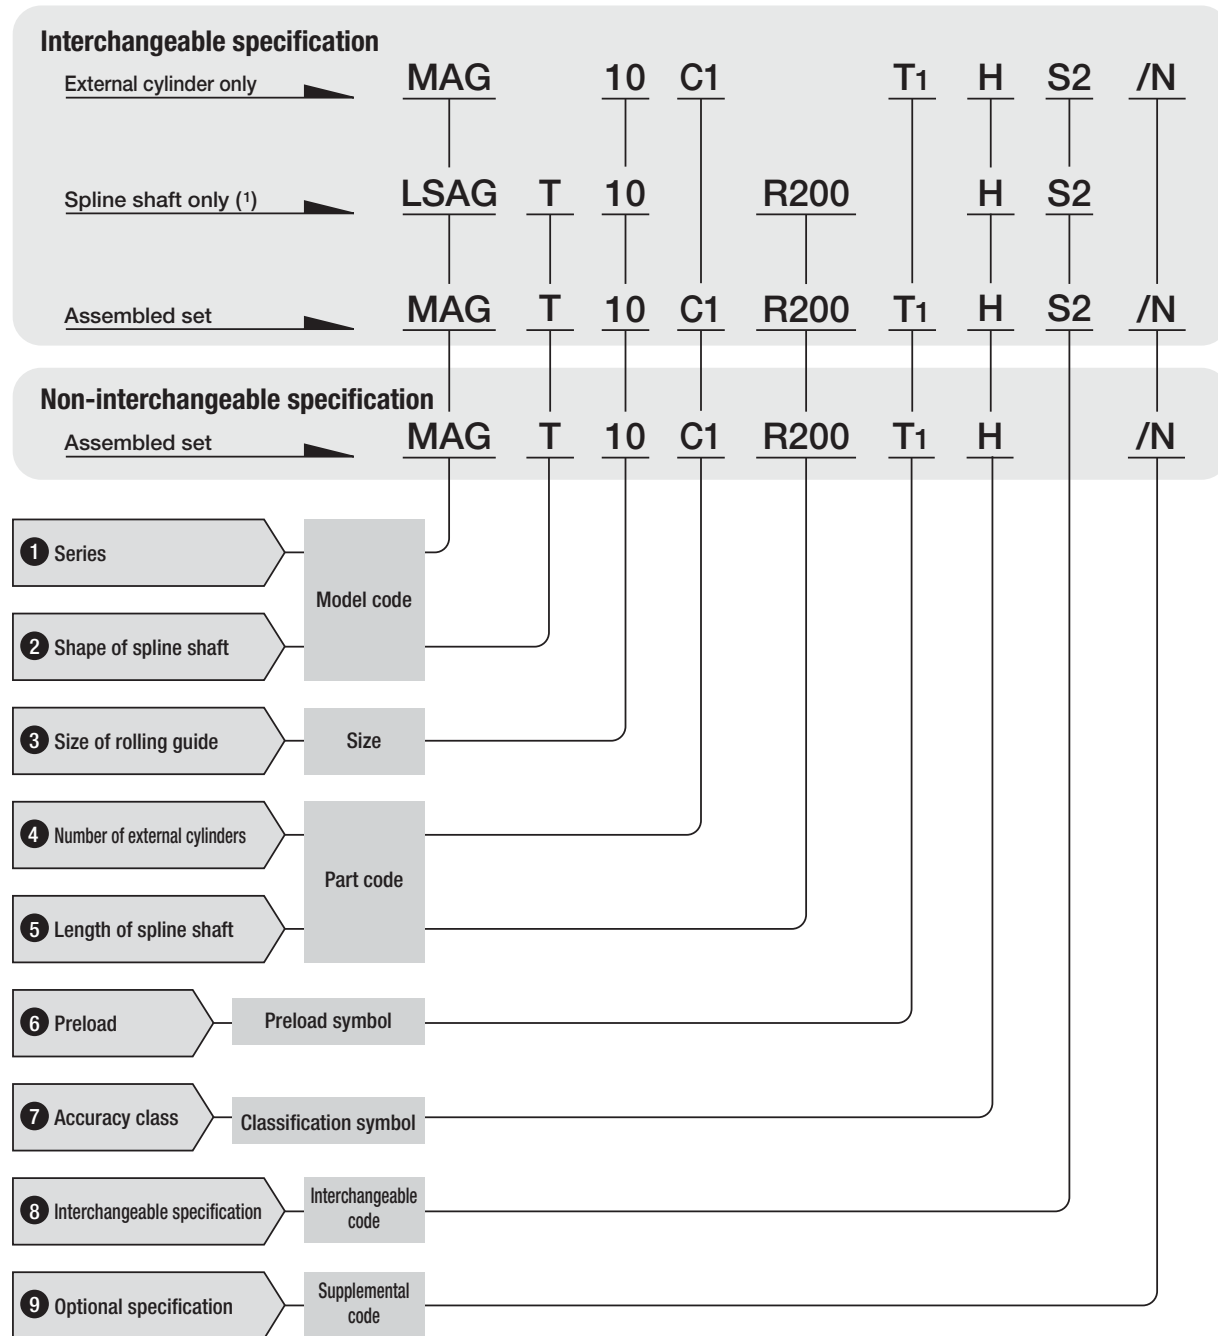 Interchangeable specification
External cylinder only MAG 10 C1 T1 H S2 /N
Spline shaft only (1) LSAG T 10 R200 H S2
Assembled set MAG T 10 C1 R200 T1 H S2 /N
Non-interchangeable specification
Assembled set MAG T 10 C1 R200 T1 H /N
1 Series
Model code
2 Shape of spline shaft
3 Size of rolling guide Size
4 Number of external cylinders
Part code
5 Length of spline shaft
6 Preload Preload symbol
7 Accuracy class Classification symbol
8 Interchangeable specification Interchangeable
code
9 Optional specification Supplemental
code